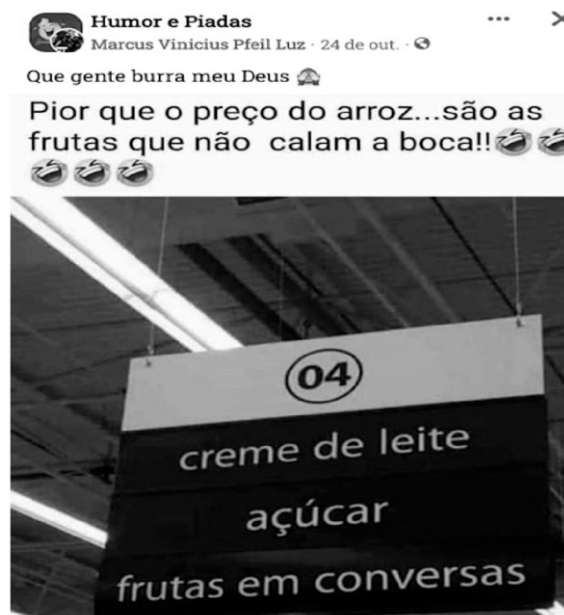 Humor e Piadas
Marcus Vinicius Pfeil Luz · 24 de out. ·
Que gente burra meu Deus 🙈
Pior que o preço do arroz...são as
frutas que não calam a boca!!🤣🤣
🤣🤣🤣
04
creme de leite
açúcar
frutas em conversas